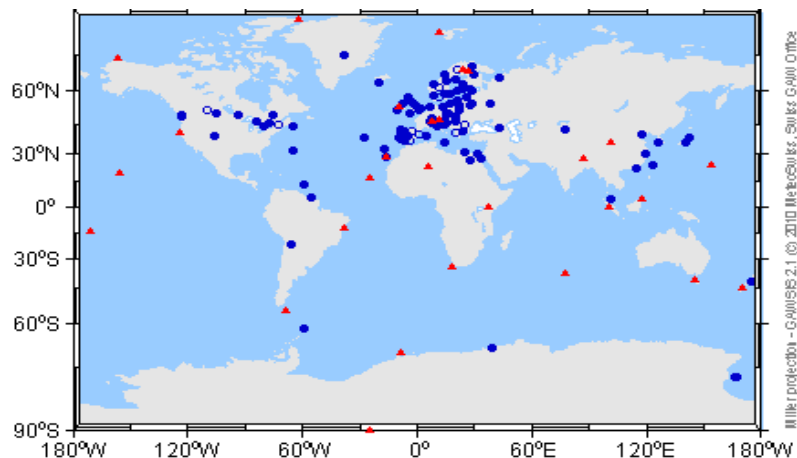 60ºN
30ºN
0º
30ºS
60ºS
90ºS
180ºW
120ºW
60ºW
0º
60ºE
120ºE
180ºW
Miller projection - GAWSIS 2.1 (c) 2010 MeteoSwiss, Swiss GAW Office